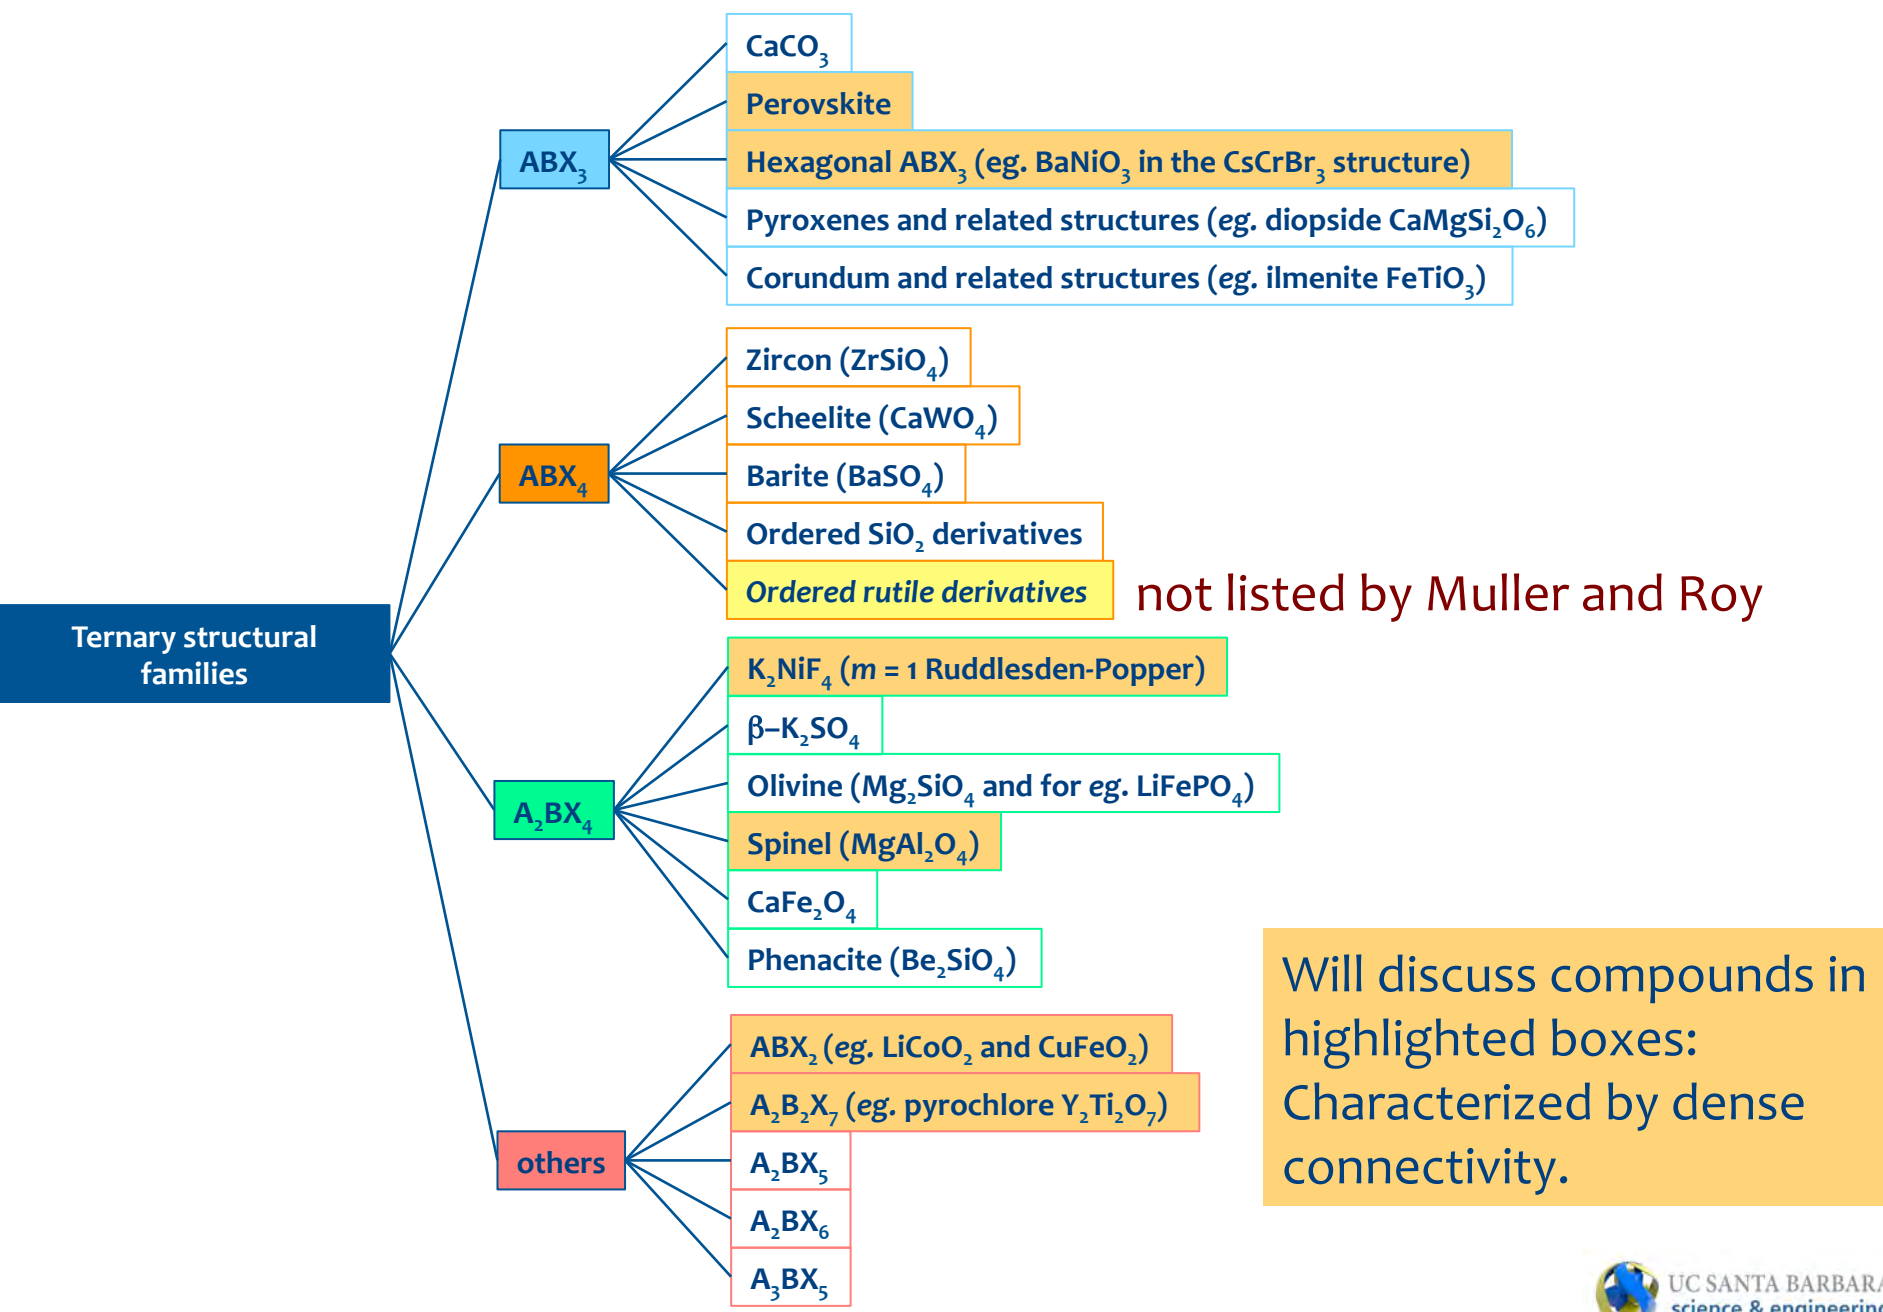 CaCO₃
Perovskite
Hexagonal ABX₃ (eg. BaNiO₃ in the CsCrBr₃ structure)
ABX₃
Pyroxenes and related structures (eg. diopside CaMgSi₂O₆)
Corundum and related structures (eg. ilmenite FeTiO₃)
Zircon (ZrSiO₄)
Scheelite (CaWO₄)
ABX₄
Barite (BaSO₄)
Ordered SiO₂ derivatives
Ordered rutile derivatives
not listed by Muller and Roy
Ternary structural
families
K₂NiF₄ (m = 1 Ruddlesden-Popper)
β–K₂SO₄
Olivine (Mg₂SiO₄ and for eg. LiFePO₄)
A₂BX₄
Spinel (MgAl₂O₄)
CaFe₂O₄
Phenacite (Be₂SiO₄)
Will discuss compounds in
highlighted boxes:
Characterized by dense
connectivity.
ABX₂ (eg. LiCoO₂ and CuFeO₂)
A₂B₂X₇ (eg. pyrochlore Y₂Ti₂O₇)
others
A₂BX₅
A₂BX₆
A₃BX₅
UC SANTA BARBARA
science & engineering